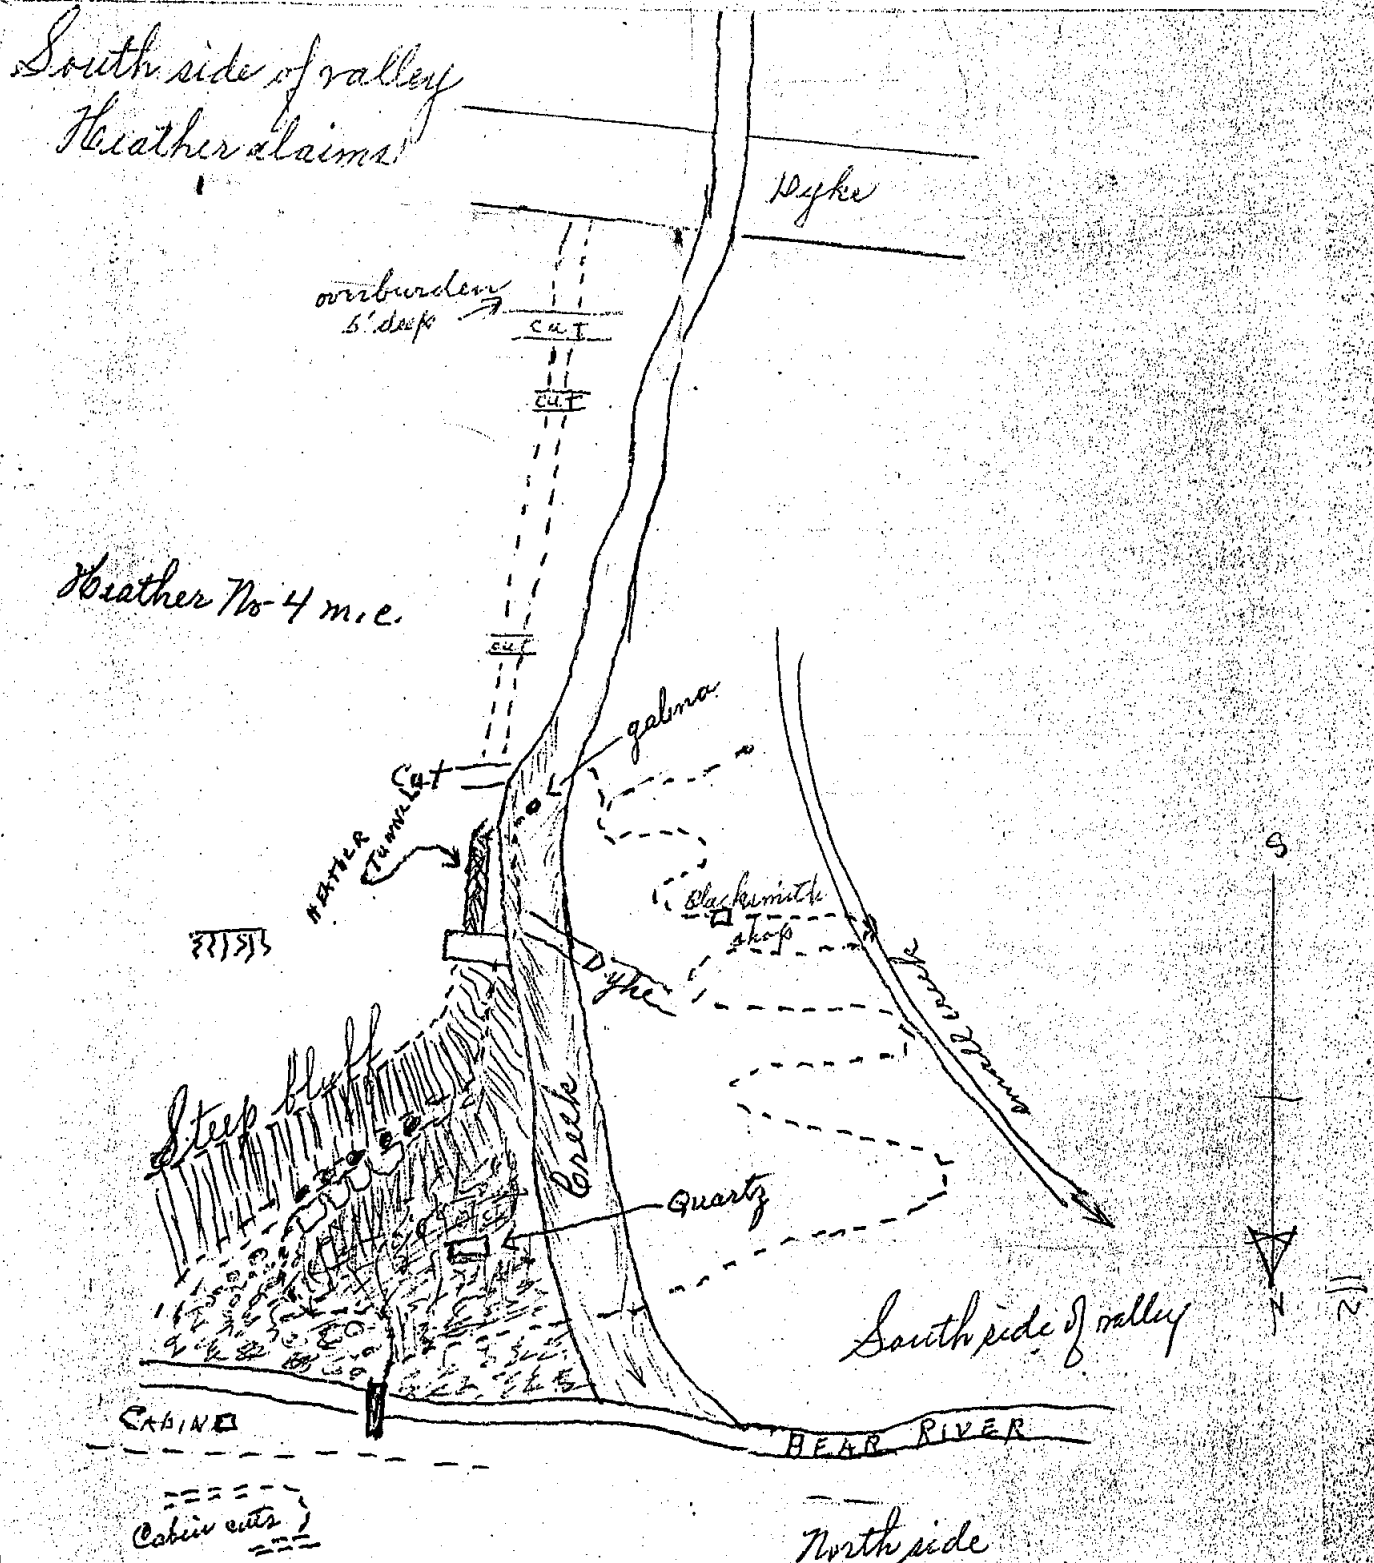 South side of valley
Heather claims
Dyke
overburden
5' deep
CUT
CUT
Heather No 4 m.c.
CUT
galena
Cut
HEATHER
TUNNEL
S
Blacksmith
shop
Dyke
small creek
Steep bluff
Creek
Quartz
N
South side of valley
CABIN
BEAR RIVER
Cabin cuts
North side